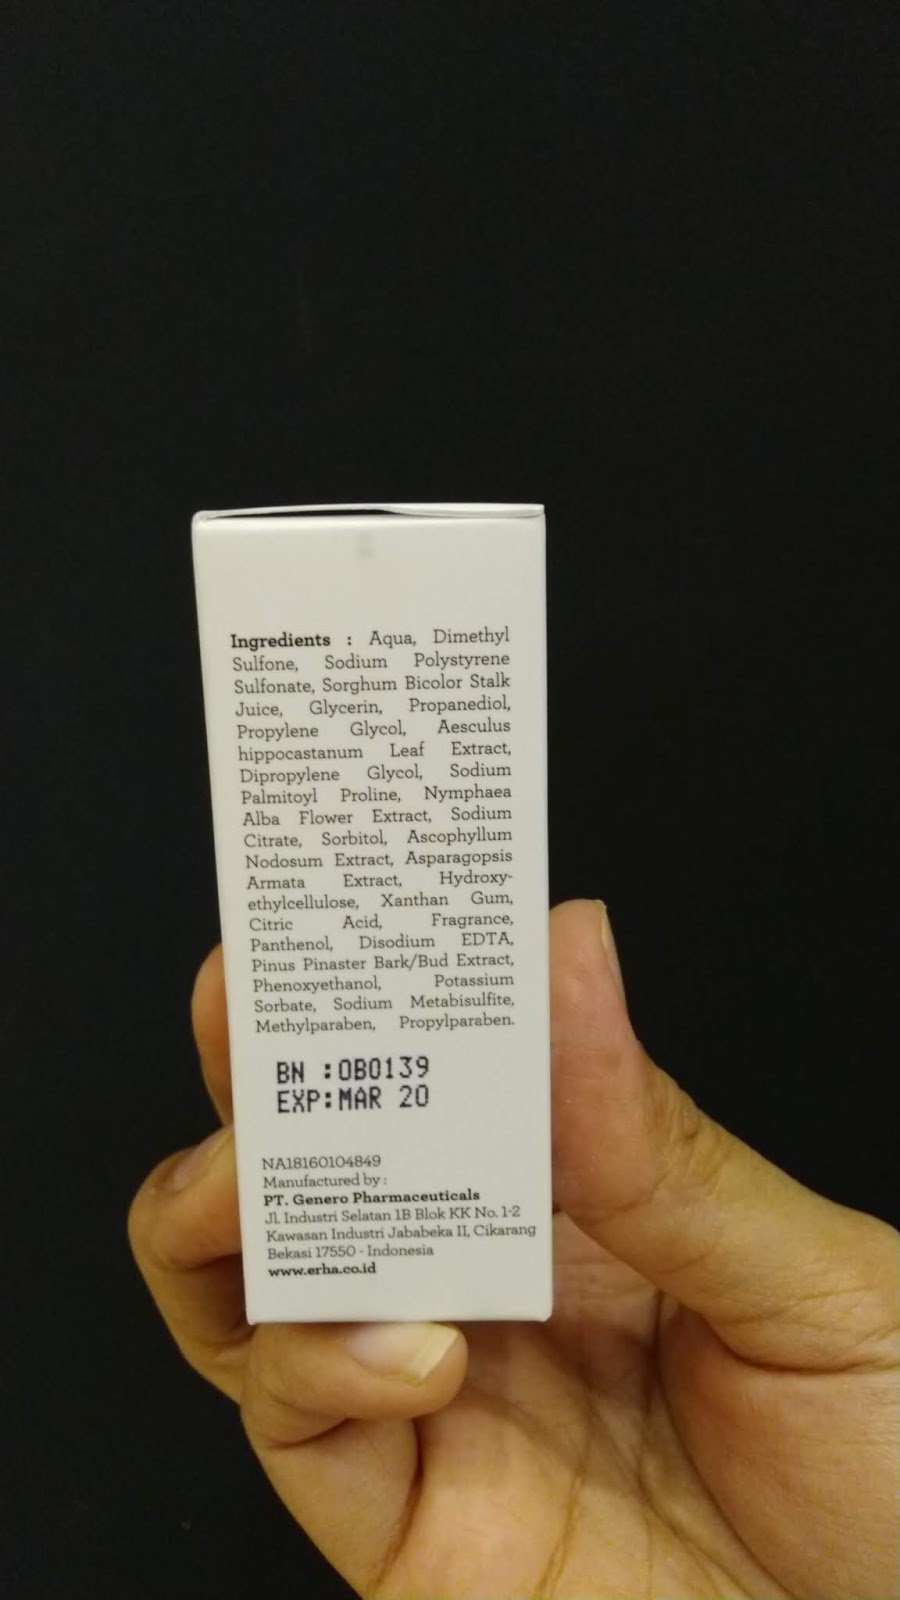 Ingredients : Aqua, Dimethyl
Sulfone, Sodium Polystyrene
Sulfonate, Sorghum Bicolor Stalk
Juice, Glycerin, Propanediol,
Propylene Glycol, Aesculus
hippocastanum Leaf Extract,
Dipropylene Glycol, Sodium
Palmitoyl Proline, Nymphaea
Alba Flower Extract, Sodium
Citrate, Sorbitol, Ascophyllum
Nodosum Extract, Asparagopsis
Armata Extract, Hydroxy-
ethylcellulose, Xanthan Gum,
Citric Acid, Fragrance,
Panthenol, Disodium EDTA,
Pinus Pinaster Bark/Bud Extract,
Phenoxyethanol, Potassium
Sorbate, Sodium Metabisulfite,
Methylparaben, Propylparaben.
BN :OBO139
EXP:MAR 20
NA18160104849
Manufactured by :
PT. Genero Pharmaceuticals
Jl. Industri Selatan 1B Blok KK No. 1-2
Kawasan Industri Jababeka II, Cikarang
Bekasi 17550 - Indonesia
www.erha.co.id